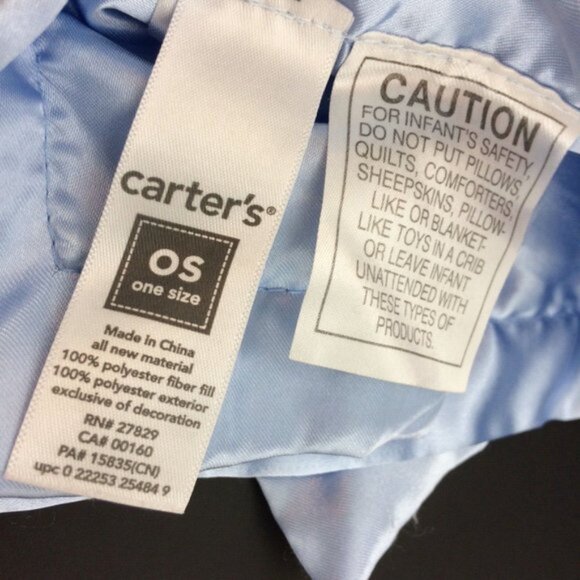 carter's®
OS
one size
Made in China
all new material
100% polyester fiber fill
100% polyester exterior
exclusive of decoration
RN# 27829
CA# 00160
PA# 15835(CN)
upc 0 22253 25484 9
CAUTION
FOR INFANT'S SAFETY,
DO NOT PUT PILLOWS,
QUILTS, COMFORTERS,
SHEEPSKINS, PILLOW-
LIKE OR BLANKET-
LIKE TOYS IN A CRIB
OR LEAVE INFANT
UNATTENDED WITH
THESE TYPES OF
PRODUCTS.